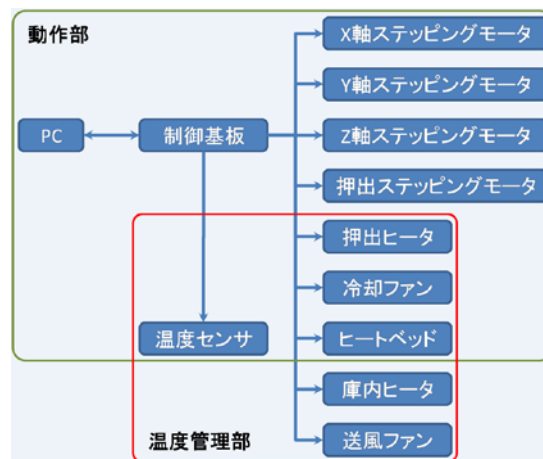 動作部
X軸ステッピングモータ
Y軸ステッピングモータ
PC
制御基板
Z軸ステッピングモータ
押出ステッピングモータ
押出ヒータ
冷却ファン
温度センサ
ヒートベッド
庫内ヒータ
温度管理部
送風ファン